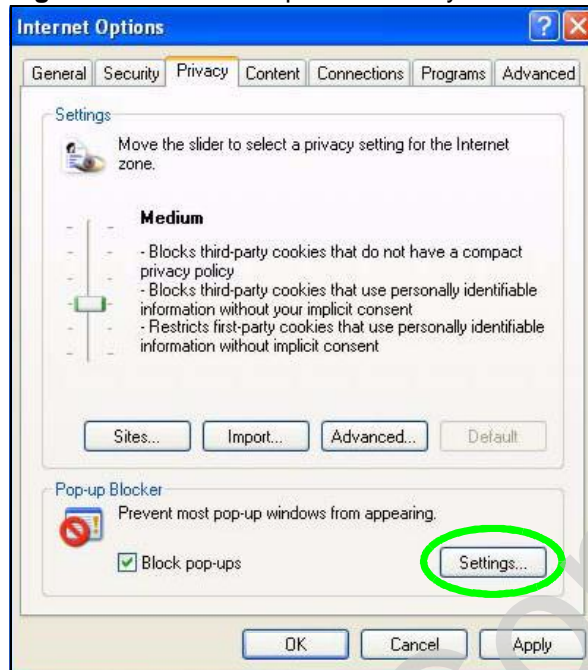 Internet Options
General Security Privacy Content Connections Programs Advanced
Settings
Move the slider to select a privacy setting for the Internet
zone.
Medium
- Blocks third-party cookies that do not have a compact
privacy policy
- Blocks third-party cookies that use personally identifiable
information without your implicit consent
- Restricts first-party cookies that use personally identifiable
information without implicit consent
Sites... Import... Advanced... Default
Pop-up Blocker
Prevent most pop-up windows from appearing.
Block pop-ups Settings...
OK Cancel Apply